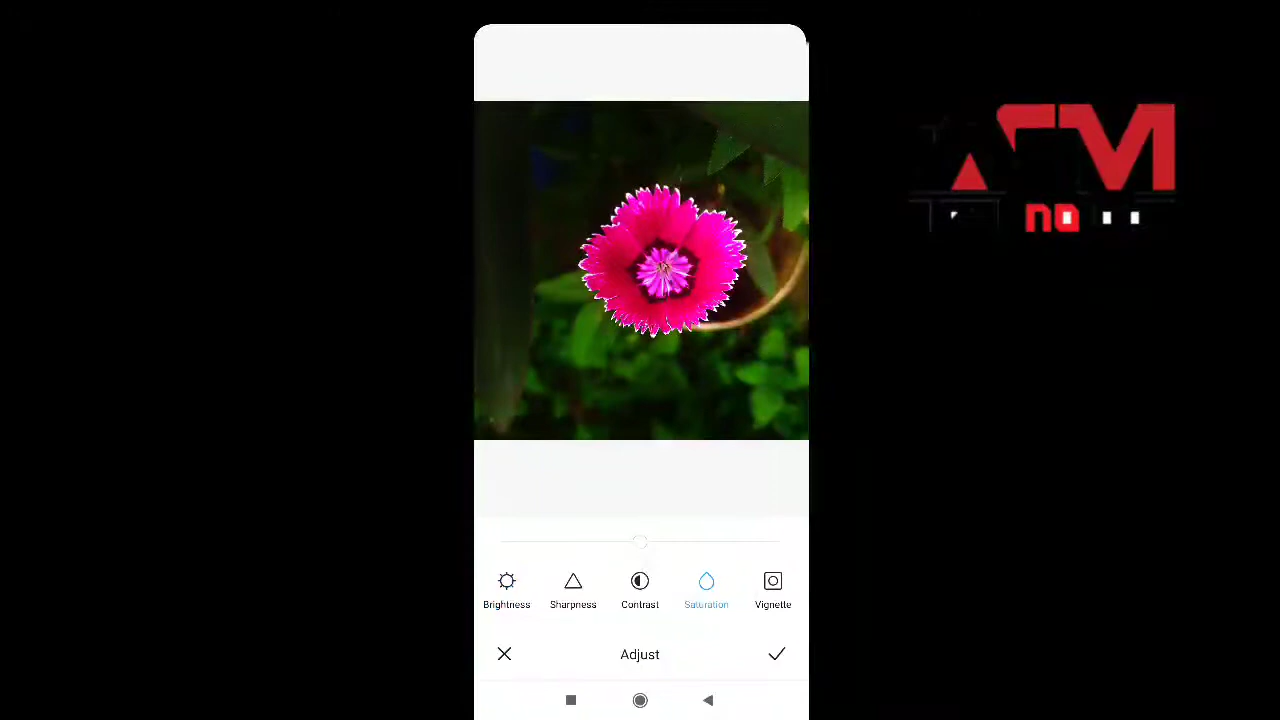 Brightness
Sharpness
Contrast
Saturation
Vignette
Adjust